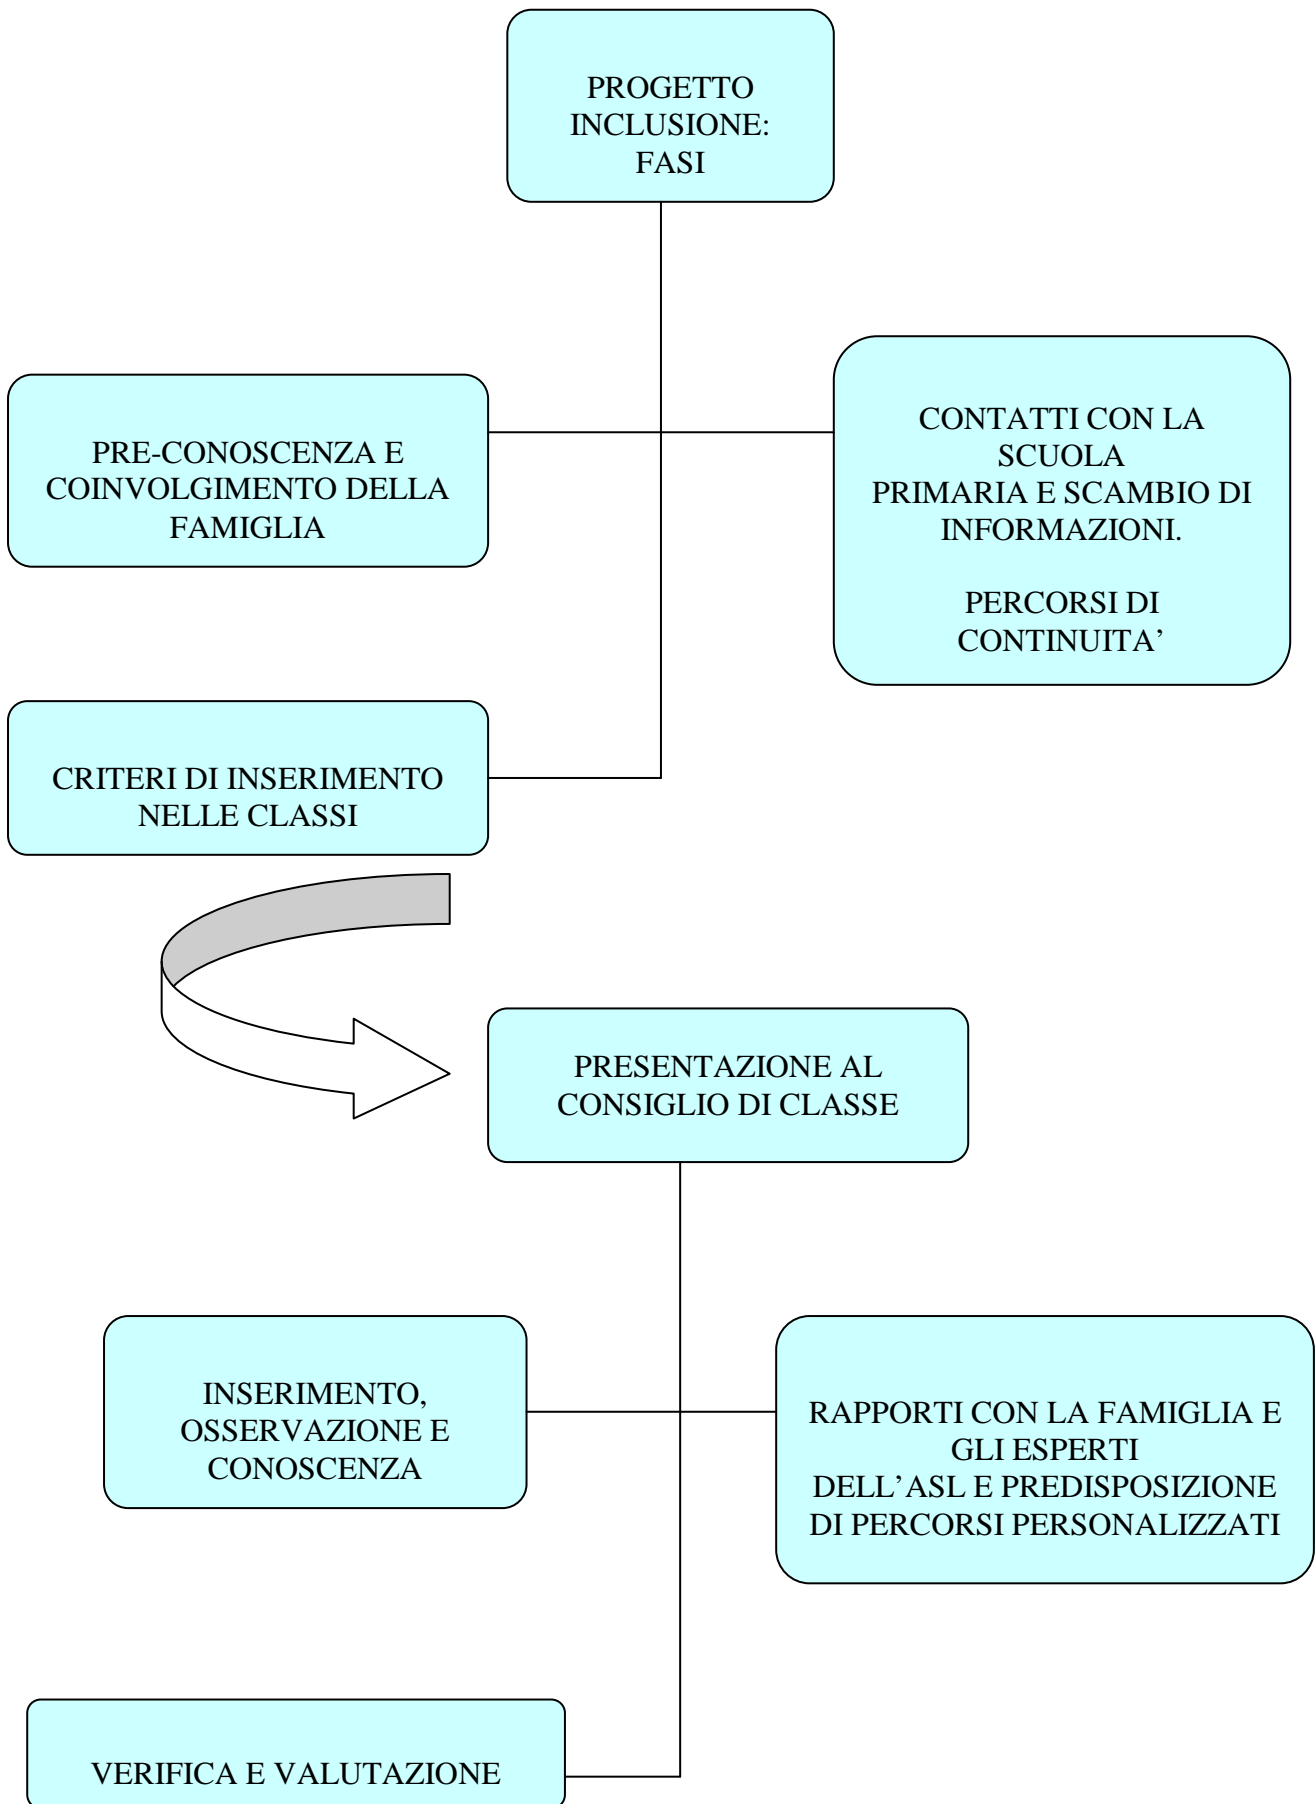 PROGETTO
INCLUSIONE:
FASI
PRE-CONOSCENZA E
COINVOLGIMENTO DELLA
FAMIGLIA
CONTATTI CON LA
SCUOLA
PRIMARIA E SCAMBIO DI
INFORMAZIONI.
PERCORSI DI
CONTINUITA’
CRITERI DI INSERIMENTO
NELLE CLASSI
PRESENTAZIONE AL
CONSIGLIO DI CLASSE
INSERIMENTO,
OSSERVAZIONE E
CONOSCENZA
RAPPORTI CON LA FAMIGLIA E
GLI ESPERTI
DELL’ASL E PREDISPOSIZIONE
DI PERCORSI PERSONALIZZATI
VERIFICA E VALUTAZIONE